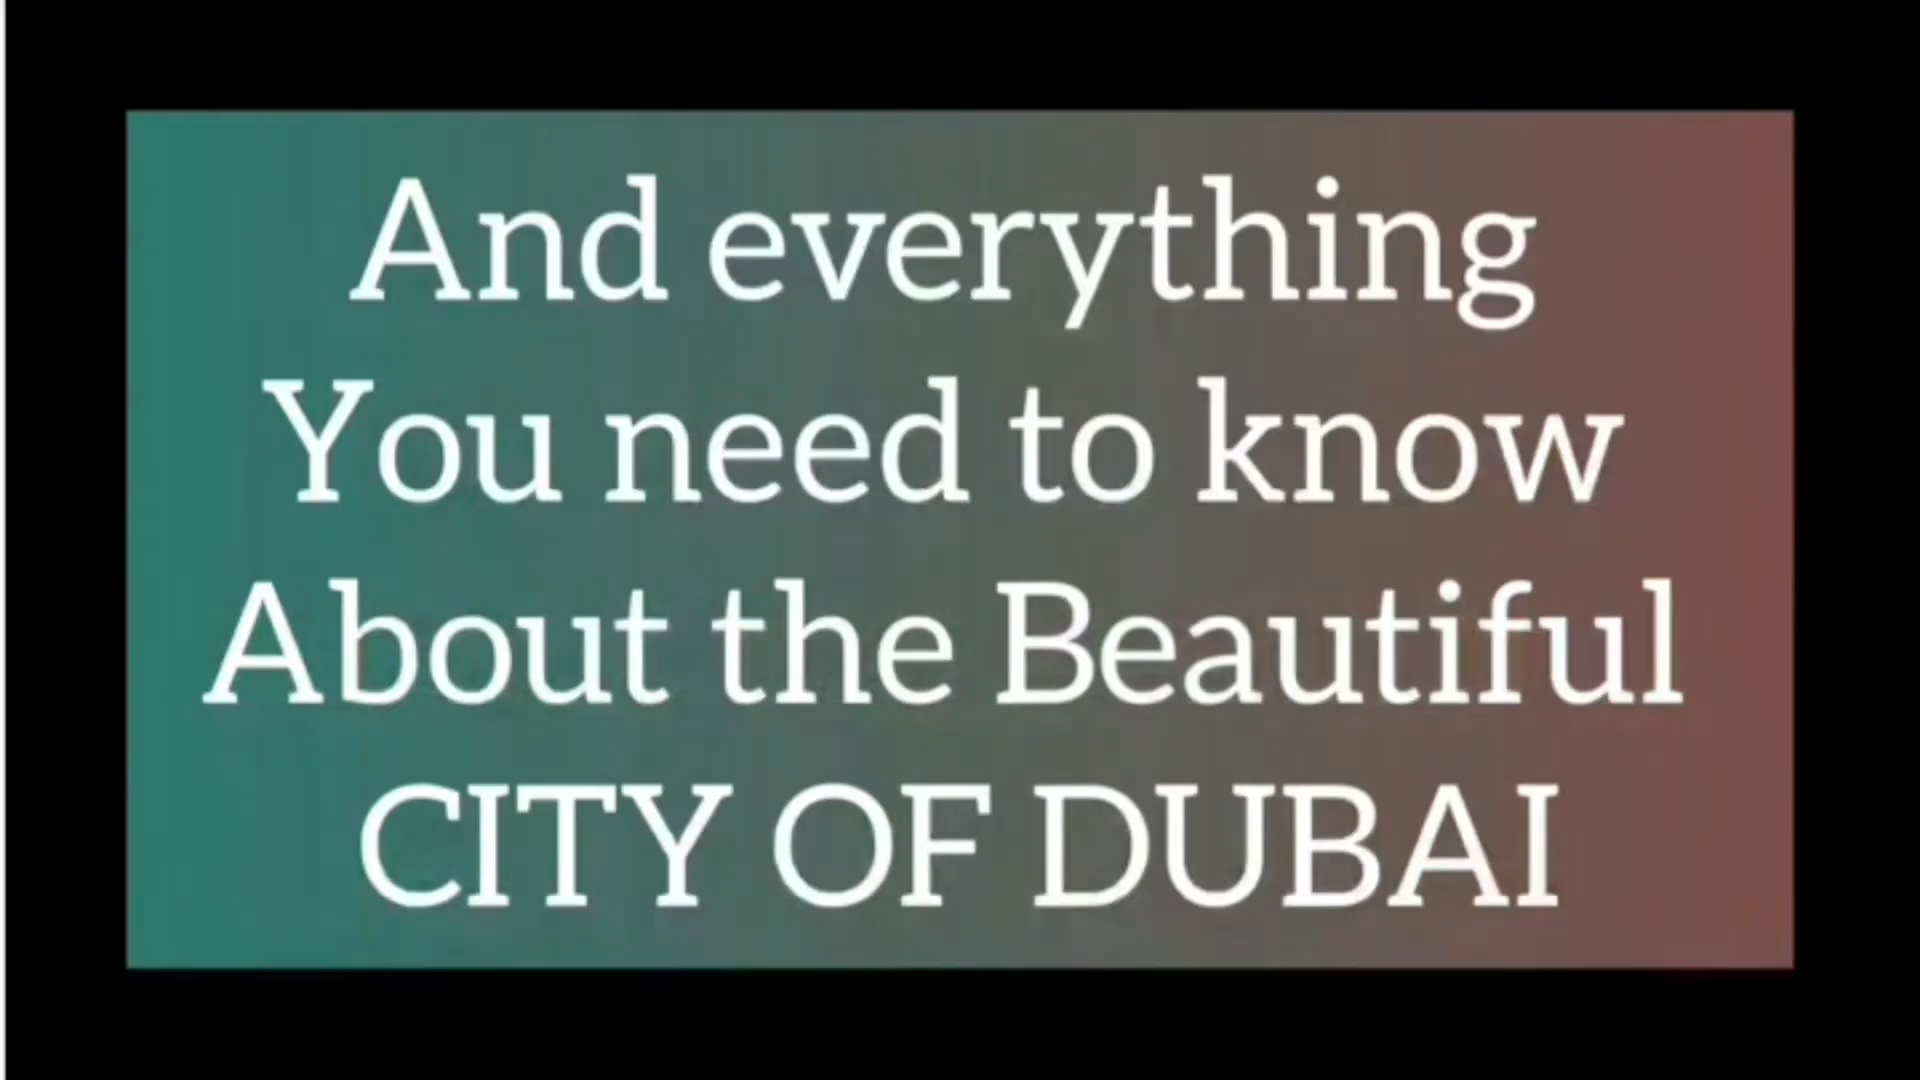 And everything
You need to know
About the Beautiful
CITY OF DUBAI